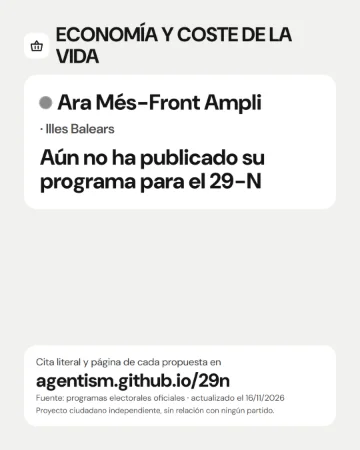 ECONOMÍA Y COSTE DE LA
VIDA
Ara Més-Front Ampli
· Illes Balears
Aún no ha publicado su
programa para el 29-N
Cita literal y página de cada propuesta en
agentism.github.io/29n
Fuente: programas electorales oficiales · actualizado el 16/11/2026
Proyecto ciudadano independiente, sin relación con ningún partido.